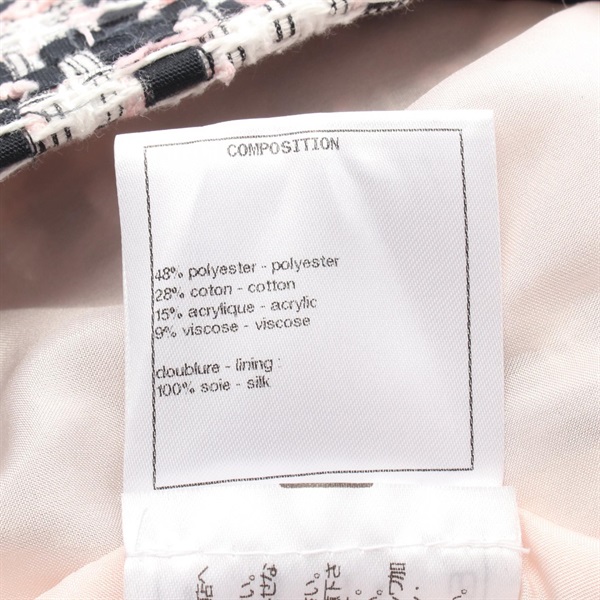 COMPOSITION
48% polyester - polyester
28% coton - cotton
15% acrylique - acrylic
9% viscose - viscose
doublure - lining :
100% soie - silk